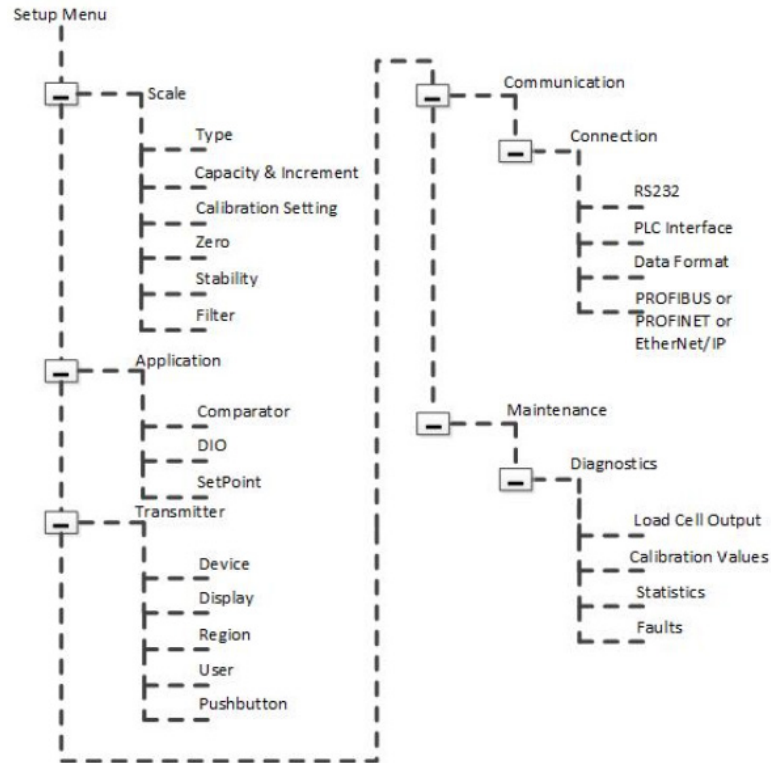 Setup Menu
Scale
Type
Capacity & Increment
Calibration Setting
Zero
Stability
Filter
Application
Comparator
DIO
SetPoint
Transmitter
Device
Display
Region
User
Pushbutton
Communication
Connection
RS232
PLC Interface
Data Format
PROFIBUS or
PROFINET or
EtherNet/IP
Maintenance
Diagnostics
Load Cell Output
Calibration Values
Statistics
Faults